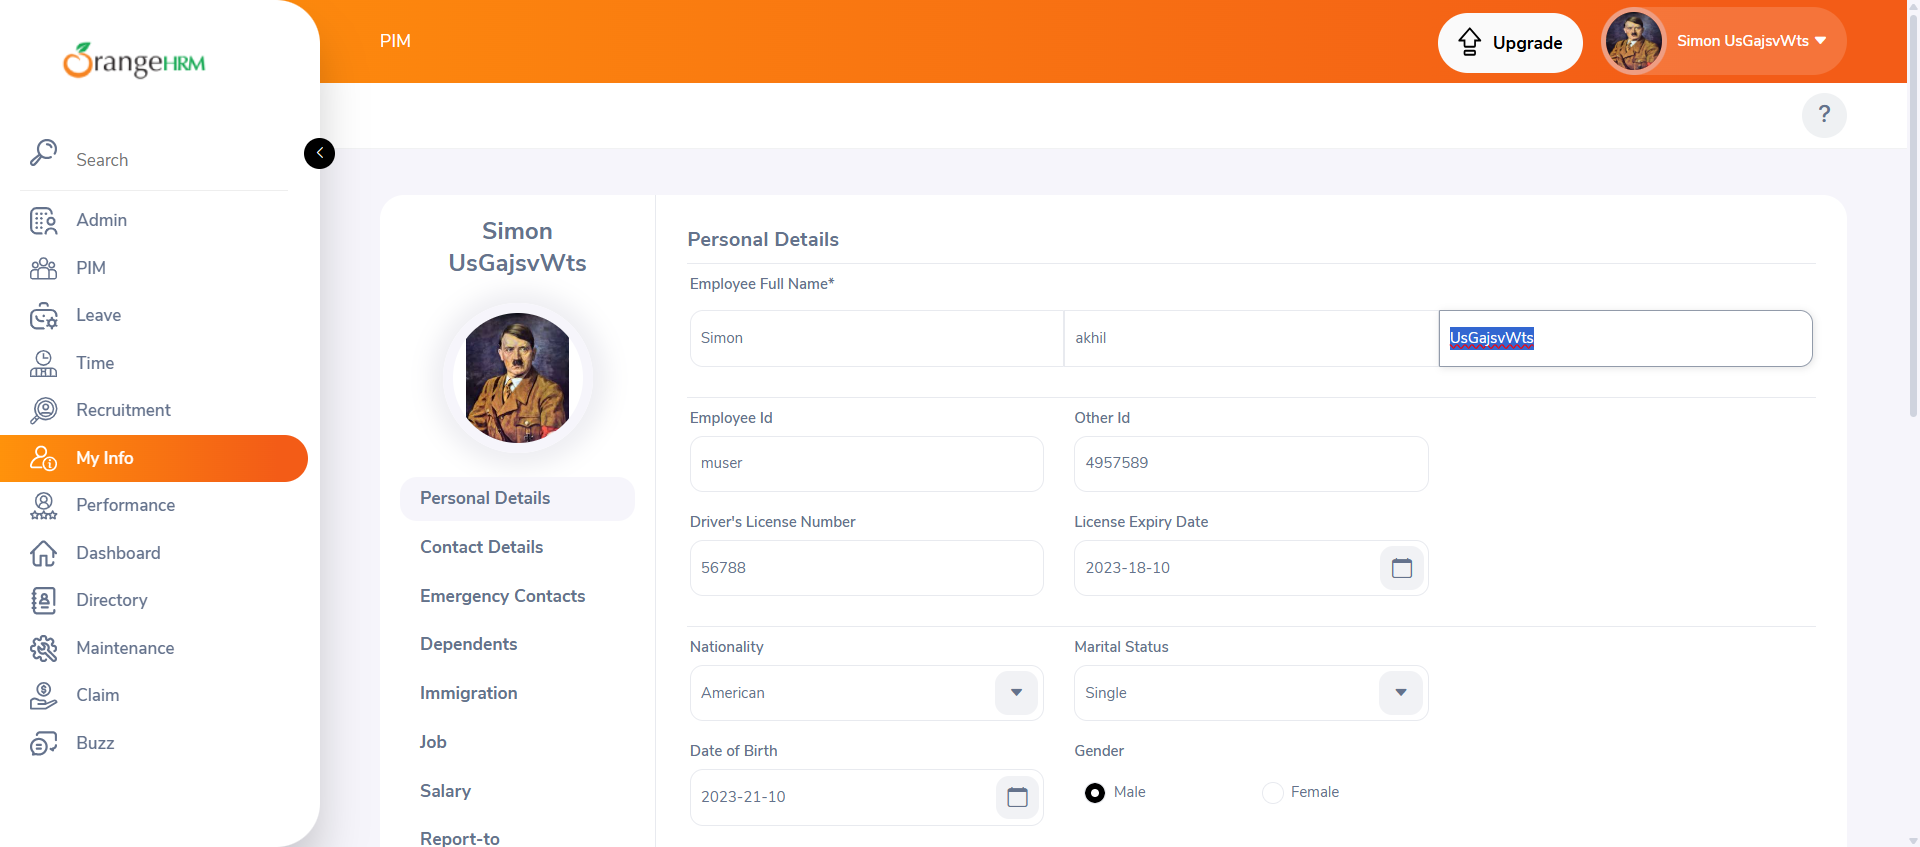 OrangeHRM
PIM
Upgrade
Simon UsGajsvWts
?
Search
Admin
PIM
Leave
Time
Recruitment
My Info
Performance
Dashboard
Directory
Maintenance
Claim
Buzz
Simon
UsGajsvWts
Personal Details
Contact Details
Emergency Contacts
Dependents
Immigration
Job
Salary
Report-to
Personal Details
Employee Full Name*
Simon akhil UsGajsvWts
Employee Id Other Id
muser 4957589
Driver's License Number License Expiry Date
56788 2023-18-10
Nationality Marital Status
American Single
Date of Birth Gender
2023-21-10 Male Female